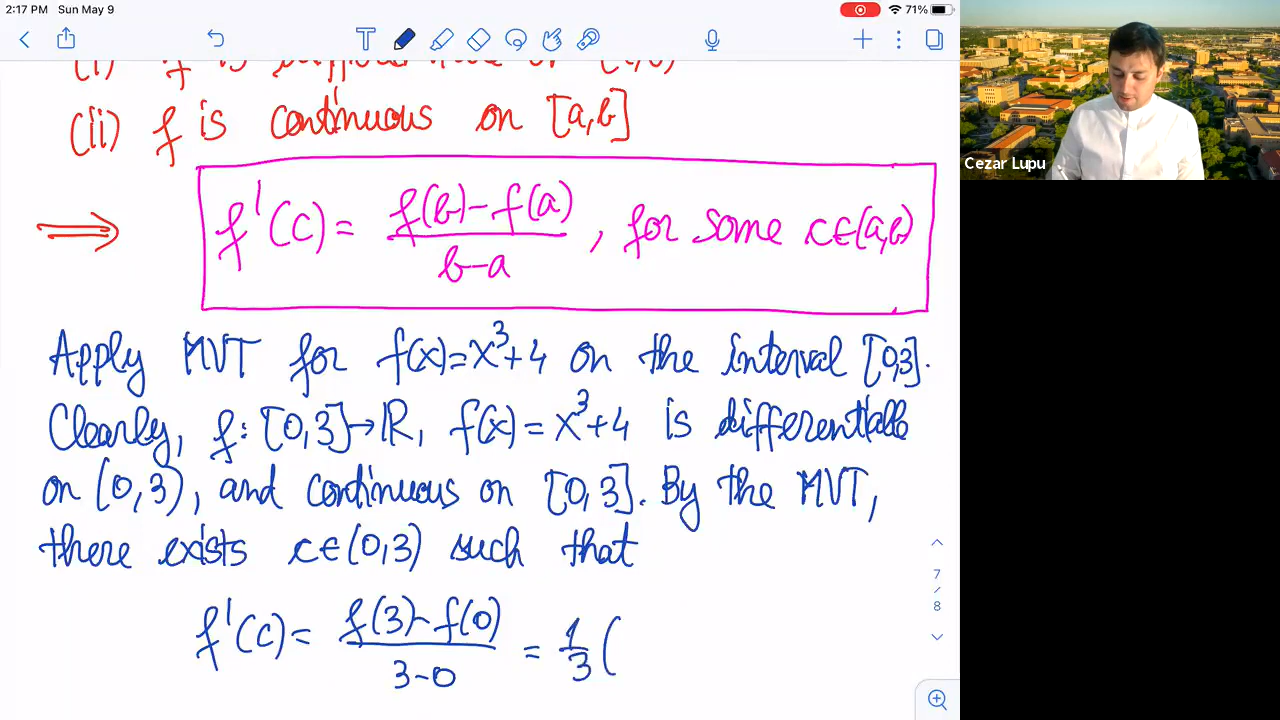 2:17 PM Sun May 9
71%
T
Cezar Lupu
(ii) f is continuous on [a,b]
⟹ f'(c) = f(b)-f(a) / b-a , for some c∈(a,b)
Apply MVT for f(x)=x³+4 on the interval [0,3].
Clearly, f: [0,3]→ℝ, f(x)=x³+4 is differentiable
on (0,3), and continuous on [0,3]. By the MVT,
there exists c∈(0,3) such that
f'(c) = f(3)-f(0) / 3-0 = 1/3 (
7
/
8